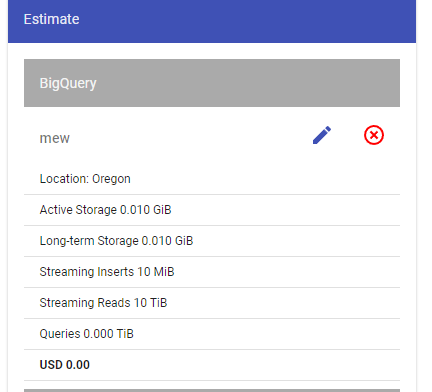 Estimate
BigQuery
mew
Location: Oregon
Active Storage 0.010 GiB
Long-term Storage 0.010 GiB
Streaming Inserts 10 MiB
Streaming Reads 10 TiB
Queries 0.000 TiB
USD 0.00